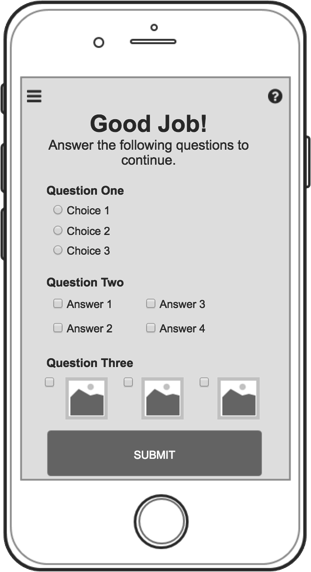 ?
Good Job!
Answer the following questions to
continue.
Question One
Choice 1
Choice 2
Choice 3
Question Two
Answer 1 Answer 3
Answer 2 Answer 4
Question Three
SUBMIT